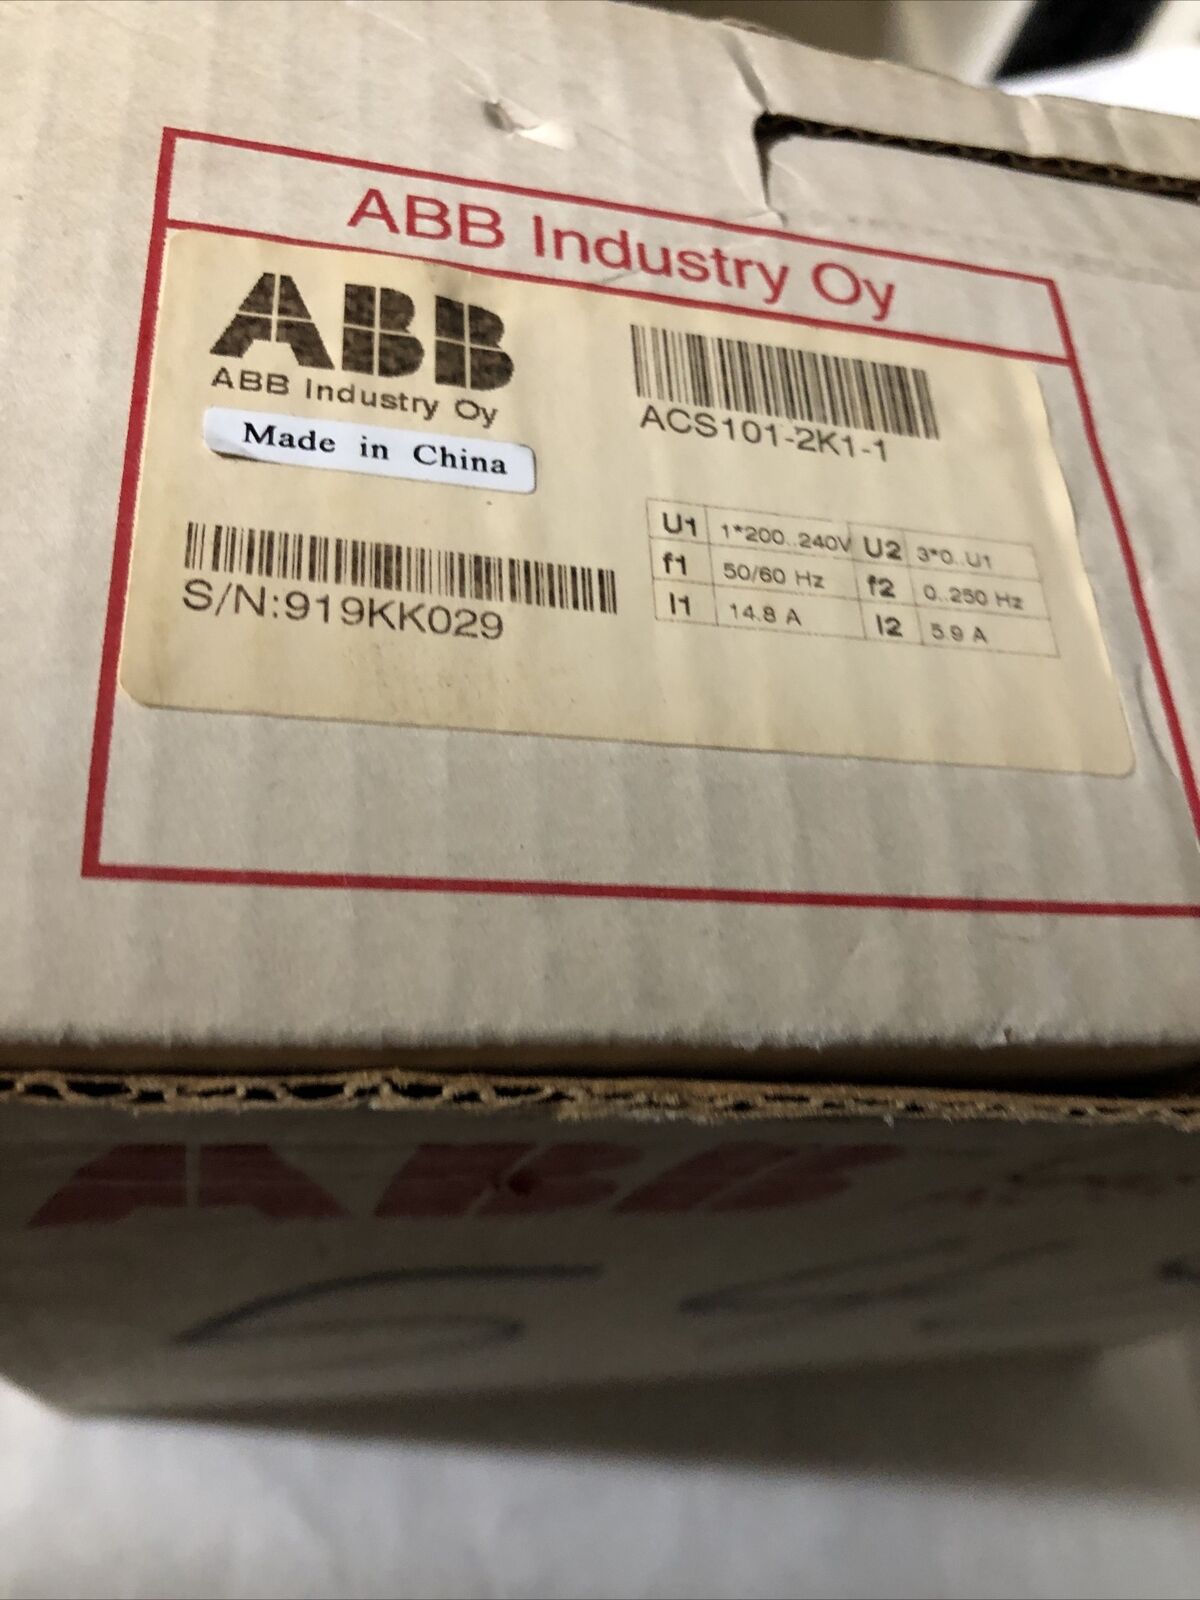 ABB Industry Oy
ABB
ABB Industry Oy
Made in China
S/N:919KK029
ACS101-2K1-1
U1 1*200..240V U2 3*0..U1
f1 50/60 Hz f2 0..250 Hz
I1 14.8 A I2 5.9 A
ABB